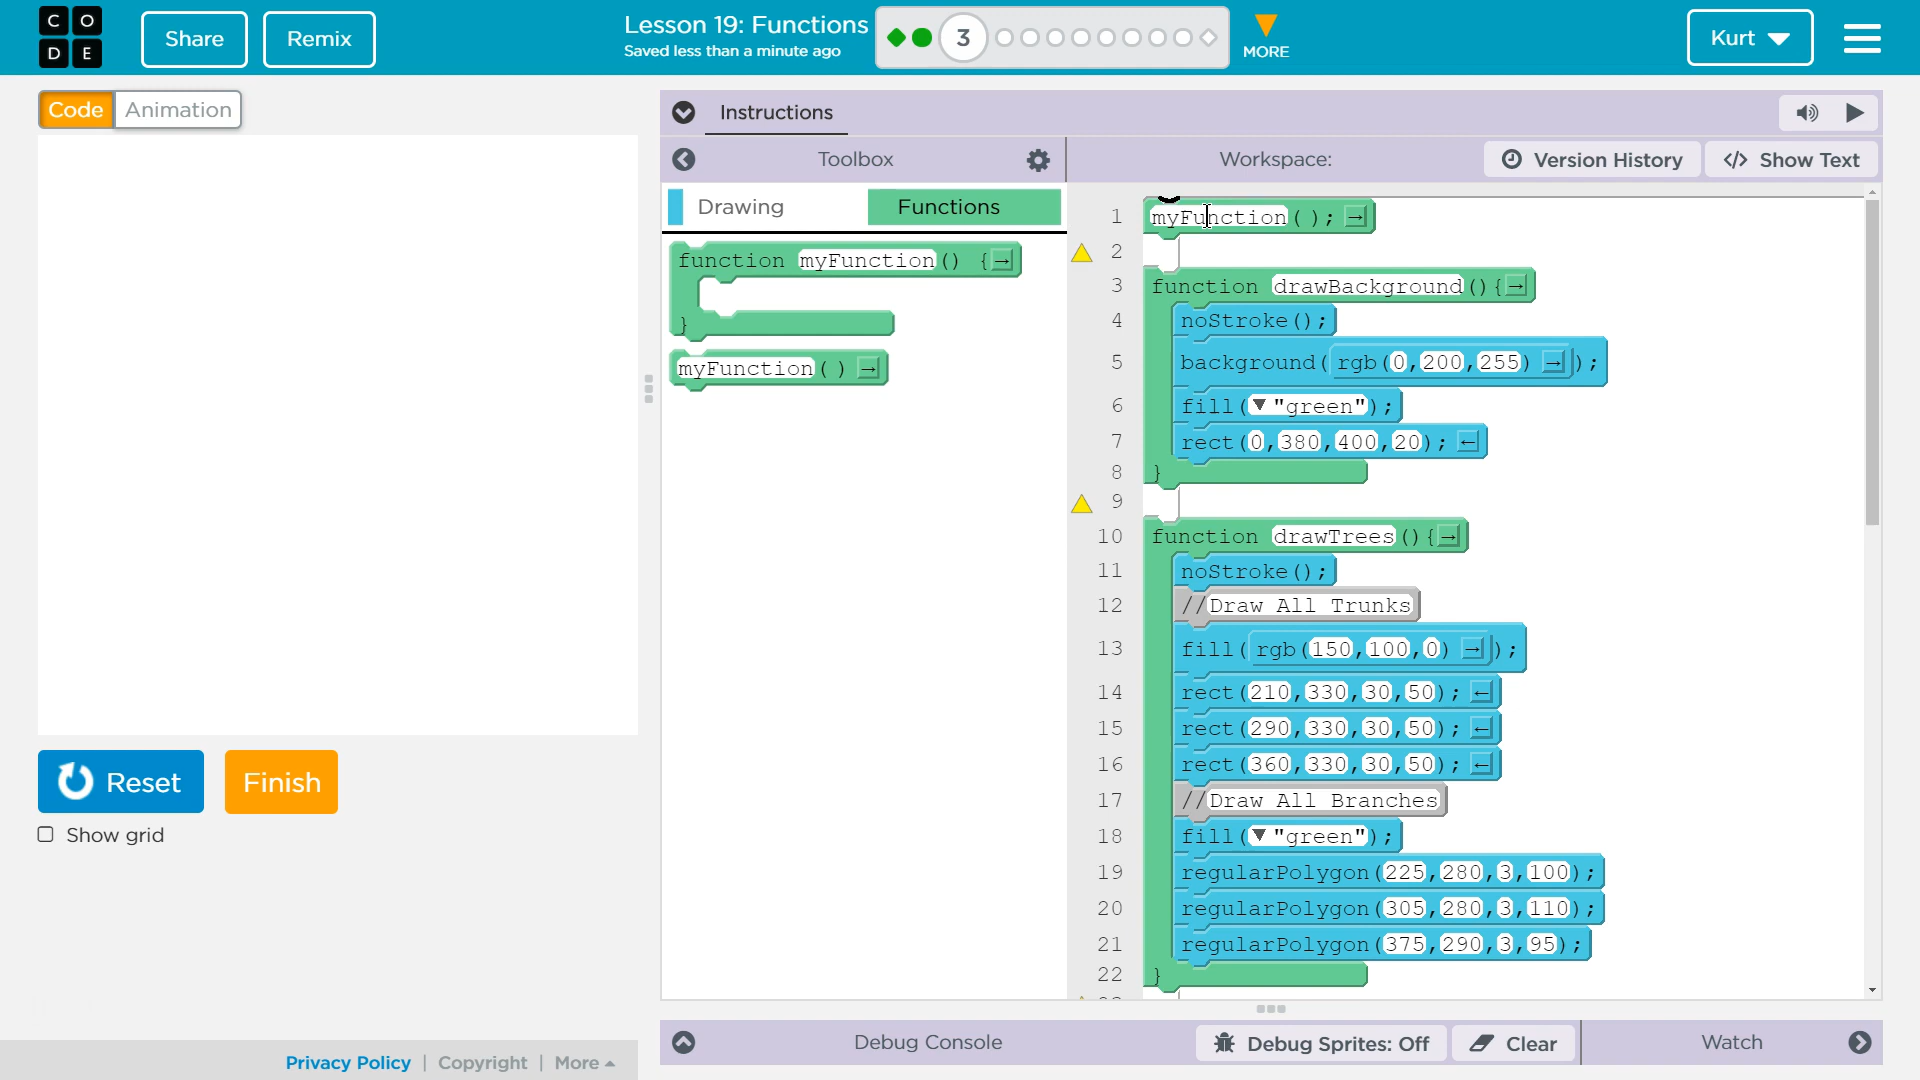 CODE
Share
Remix
Lesson 19: Functions
Saved less than a minute ago
3
MORE
Kurt
Code
Animation
Instructions
Toolbox
Workspace:
Version History
</> Show Text
Drawing
Functions
function myFunction() {
}
myFunction()
1 myFunction();
2
3 function drawBackground(){
4 noStroke();
5 background(rgb(0,200,255));
6 fill("green");
7 rect(0,380,400,20);
8 }
9
10 function drawTrees(){
11 noStroke();
12 //Draw All Trunks
13 fill(rgb(150,100,0));
14 rect(210,330,30,50);
15 rect(290,330,30,50);
16 rect(360,330,30,50);
17 //Draw All Branches
18 fill("green");
19 regularPolygon(225,280,3,100);
20 regularPolygon(305,280,3,110);
21 regularPolygon(375,290,3,95);
22 }
Reset
Finish
Show grid
Debug Console
Debug Sprites: Off
Clear
Watch
Privacy Policy | Copyright | More